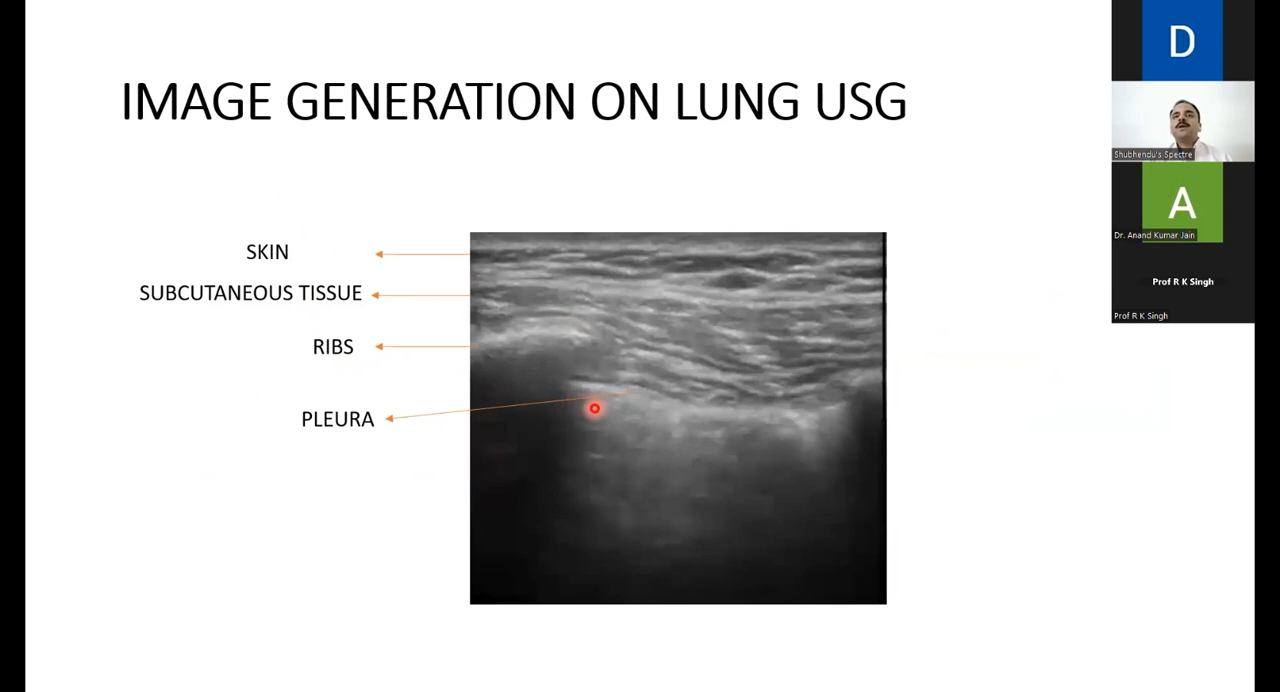 IMAGE GENERATION ON LUNG USG
SKIN
SUBCUTANEOUS TISSUE
RIBS
PLEURA
D
Shubhendu's Spectre
A
Dr. Anand Kumar Jain
Prof R K Singh
Prof R K Singh